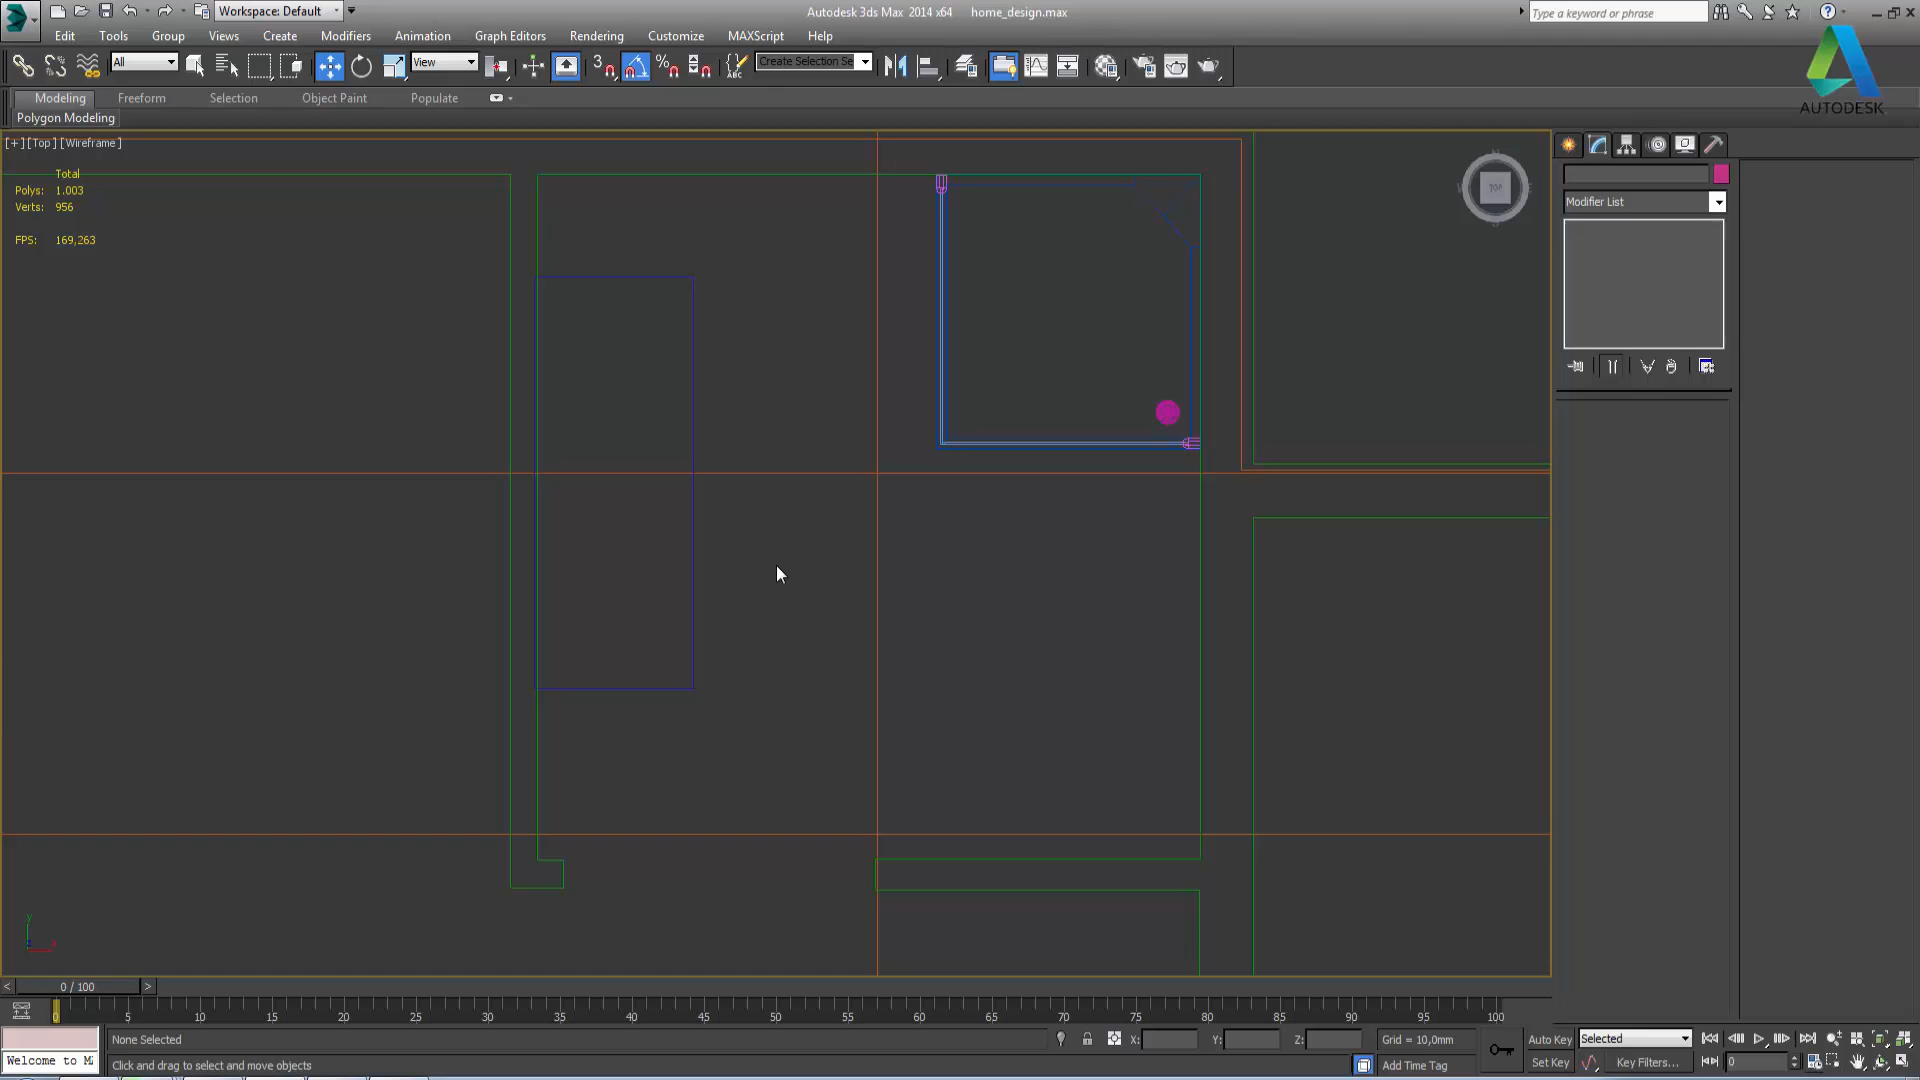 Workspace: Default
Autodesk 3ds Max 2014 x64 home_design.max
Type a keyword or phrase
Edit Tools Group Views Create Modifiers Animation Graph Editors Rendering Customize MAXScript Help
All
View
3
%
ABC
Create Selection Se
AUTODESK
Modeling Freeform Selection Object Paint Populate
Polygon Modeling
[+] [Top] [Wireframe]
Total
Polys: 1.003
Verts: 956
FPS: 169,263
TOP
Modifier List
y
x
< 0 / 100 >
0 5 10 15 20 25 30 35 40 45 50 55 60 65 70 75 80 85 90 95 100
None Selected
X: Y: Z:
Grid = 10,0mm
Auto Key
Selected
Welcome to M
Click and drag to select and move objects
Add Time Tag
Set Key
Key Filters...
0